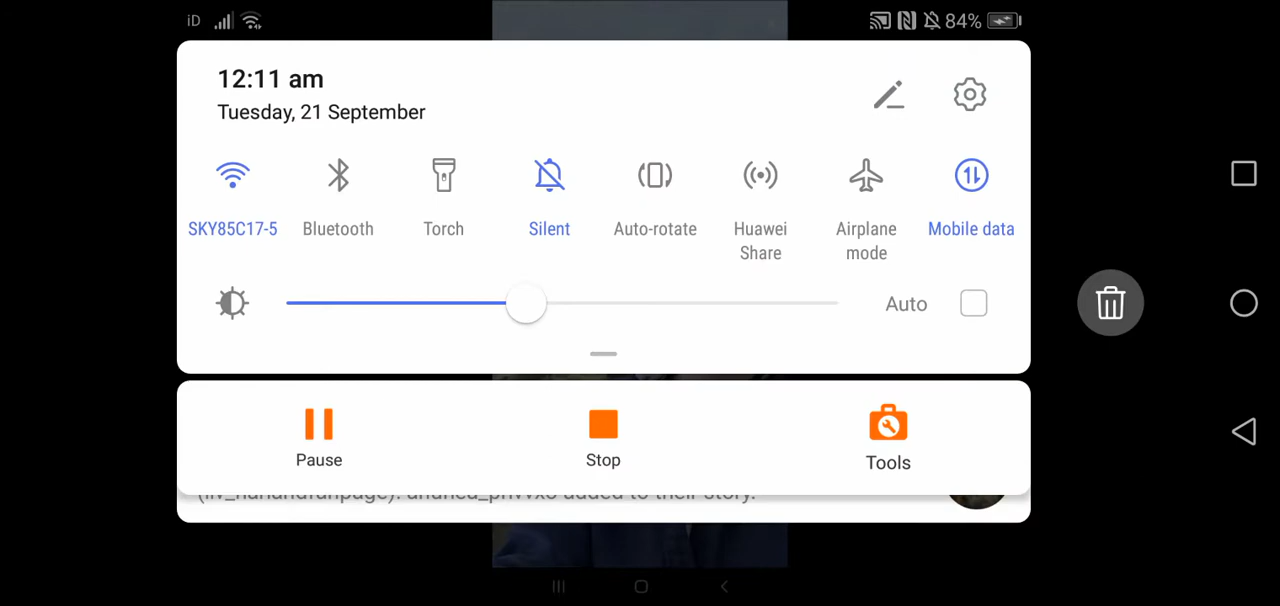 iD 84%
12:11 am
Tuesday, 21 September
SKY85C17-5 Bluetooth Torch Silent Auto-rotate Huawei Share Airplane mode Mobile data
Auto
Pause Stop Tools
added to their story.